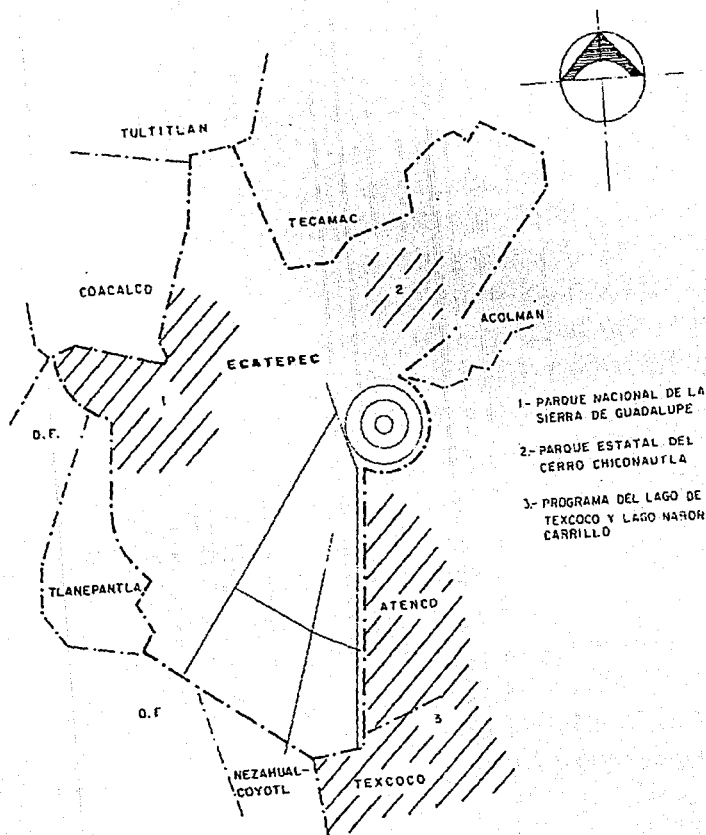 TULTITLAN
TECAMAC
COACALCO
2
ACOLMAN
ECATEPEC
1
D.F.
1.- PARQUE NACIONAL DE LA
SIERRA DE GUADALUPE
2.- PARQUE ESTATAL DEL
CERRO CHICONAUTLA
3.- PROGRAMA DEL LAGO DE
TEXCOCO Y LAGO NABOR
CARRILLO
TLANEPANTLA
ATENCO
D.F
3
NEZAHUAL-
COYOTL
TEXCOCO